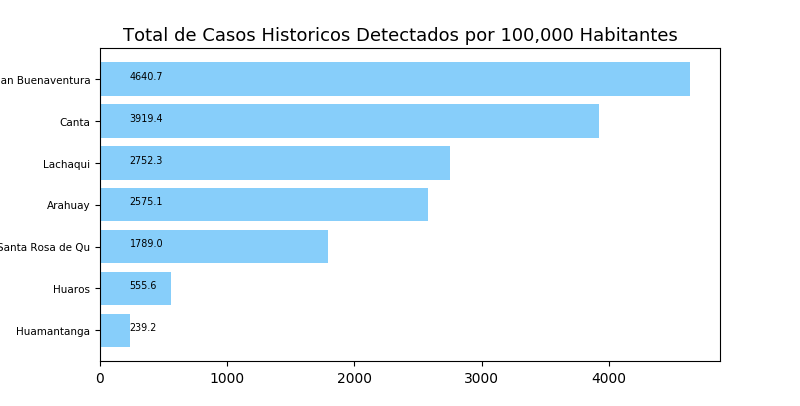 Total de Casos Historicos Detectados por 100,000 Habitantes
an Buenaventura 4640.7
Canta 3919.4
Lachaqui 2752.3
Arahuay 2575.1
Santa Rosa de Qu 1789.0
Huaros 555.6
Huamantanga 239.2
0 1000 2000 3000 4000